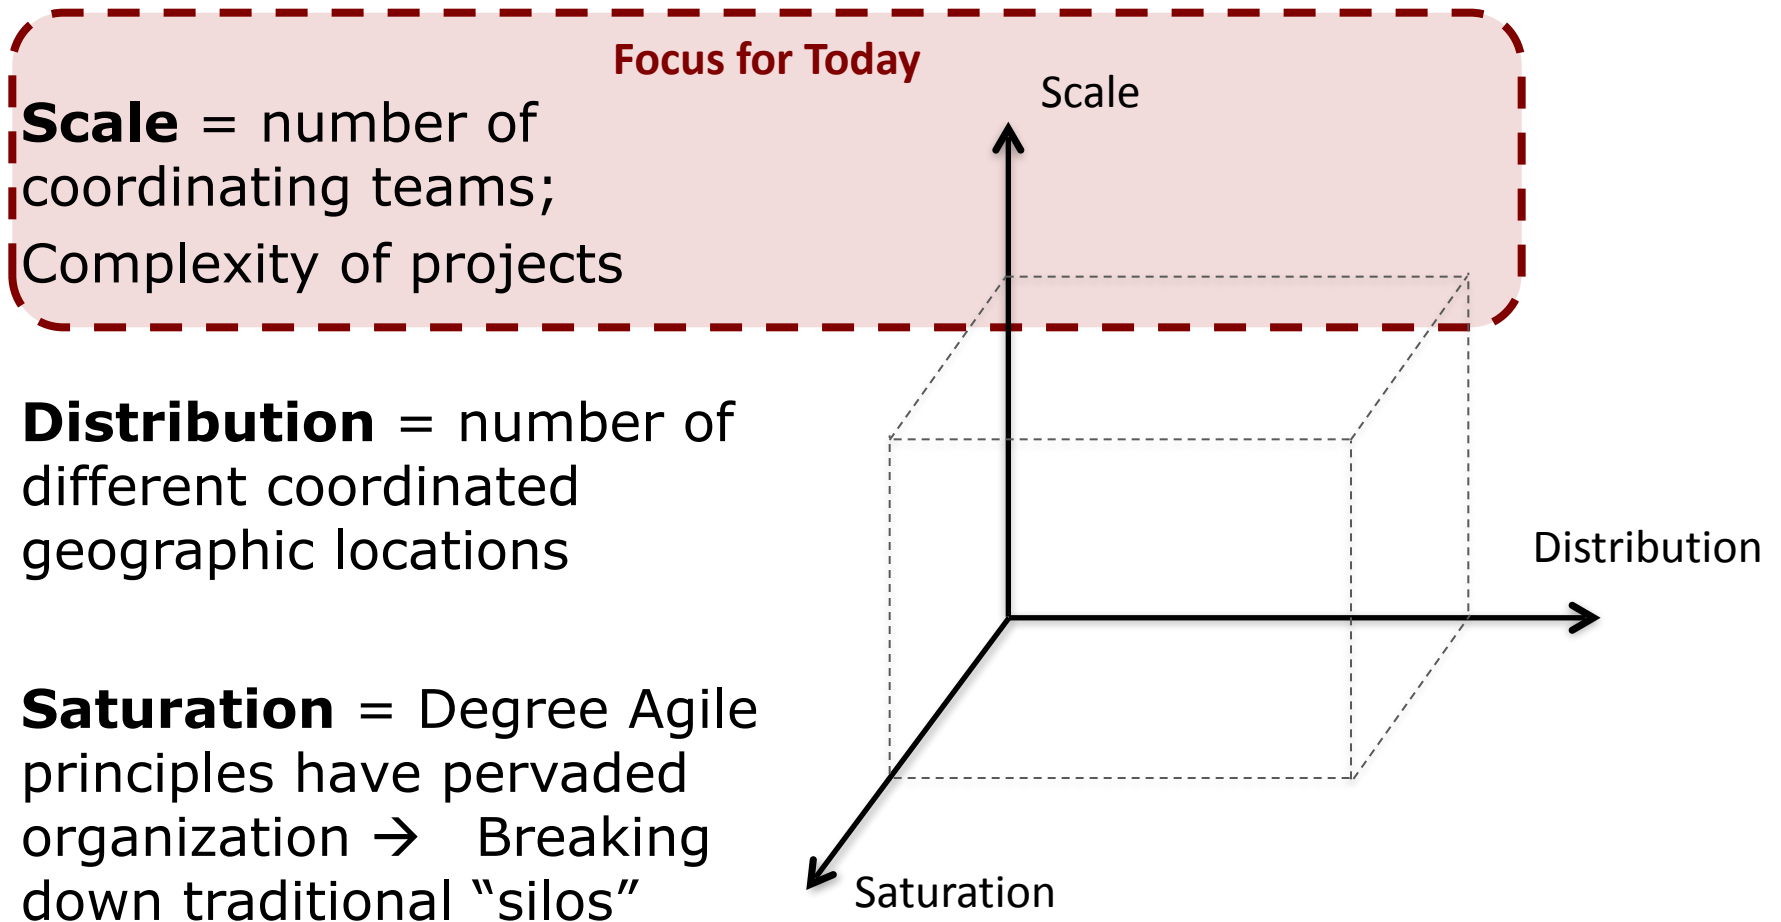 Focus for Today
Scale = number of
coordinating teams;
Complexity of projects
Distribution = number of
different coordinated
geographic locations
Saturation = Degree Agile
principles have pervaded
organization → Breaking
down traditional “silos”
Scale
Distribution
Saturation